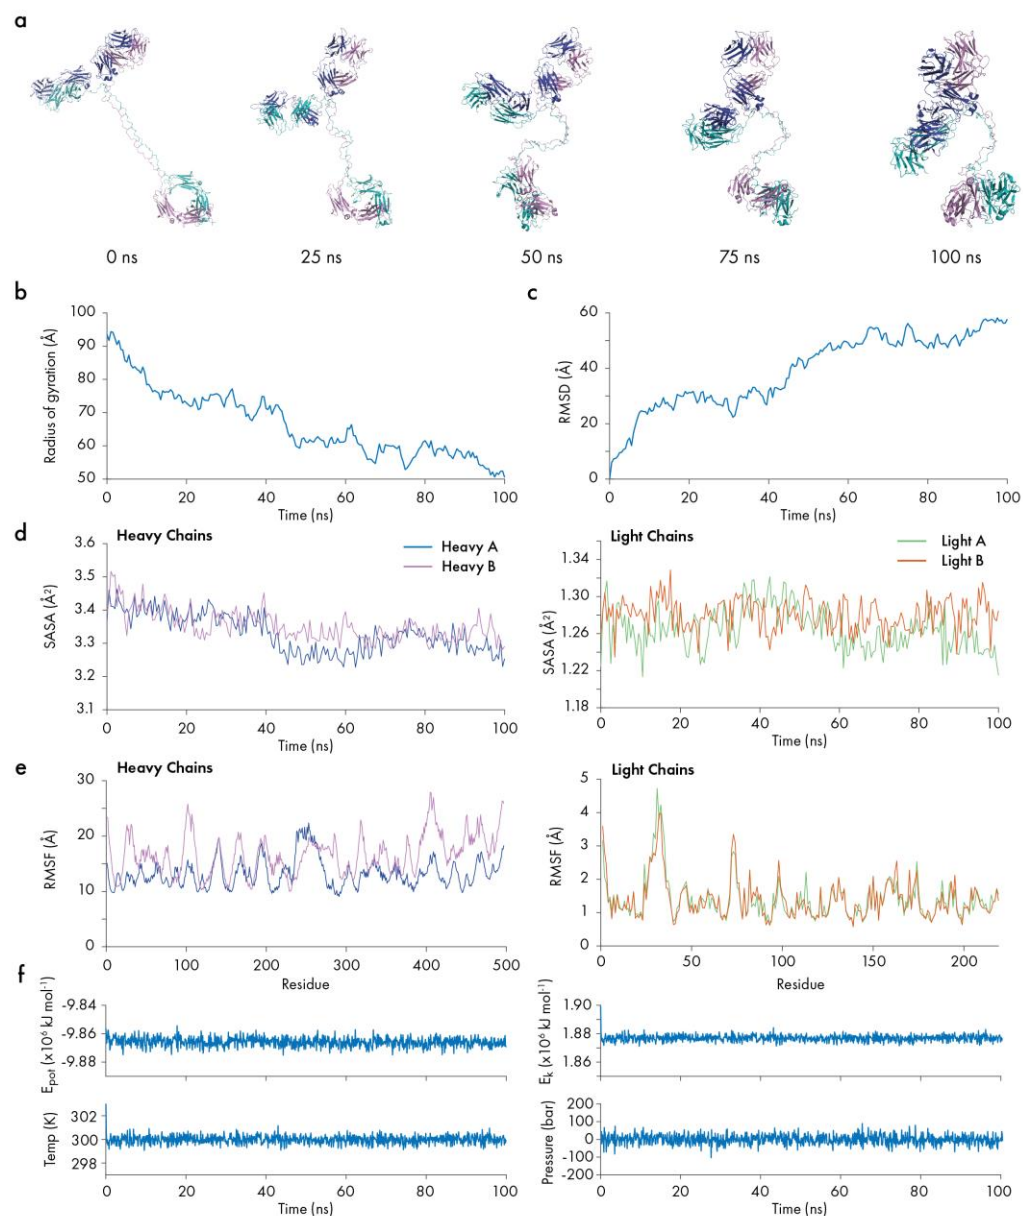 a
0 ns 25 ns 50 ns 75 ns 100 ns
b
Radius of gyration (Å)
100
90
80
70
60
50
0 20 40 60 80 100
Time (ns)
c
RMSD (Å)
60
40
20
0
0 20 40 60 80 100
Time (ns)
d
Heavy Chains
Heavy A
Heavy B
SASA (Å²)
3.6
3.5
3.4
3.3
3.2
3.1
0 20 40 60 80 100
Time (ns)
Light Chains
Light A
Light B
SASA (Å²)
1.34
1.30
1.26
1.22
1.18
0 20 40 60 80 100
Time (ns)
e
Heavy Chains
RMSF (Å)
30
20
10
0
0 100 200 300 400 500
Residue
Light Chains
RMSF (Å)
5
4
3
2
1
0
0 50 100 150 200
Residue
f
Epot (x10⁶ kJ mol⁻¹)
-9.84
-9.86
-9.88
Ek (x10⁶ kJ mol⁻¹)
1.90
1.88
1.86
Temp (K)
302
300
298
0 20 40 60 80 100
Time (ns)
Pressure (bar)
200
100
0
-100
-200
0 20 40 60 80 100
Time (ns)